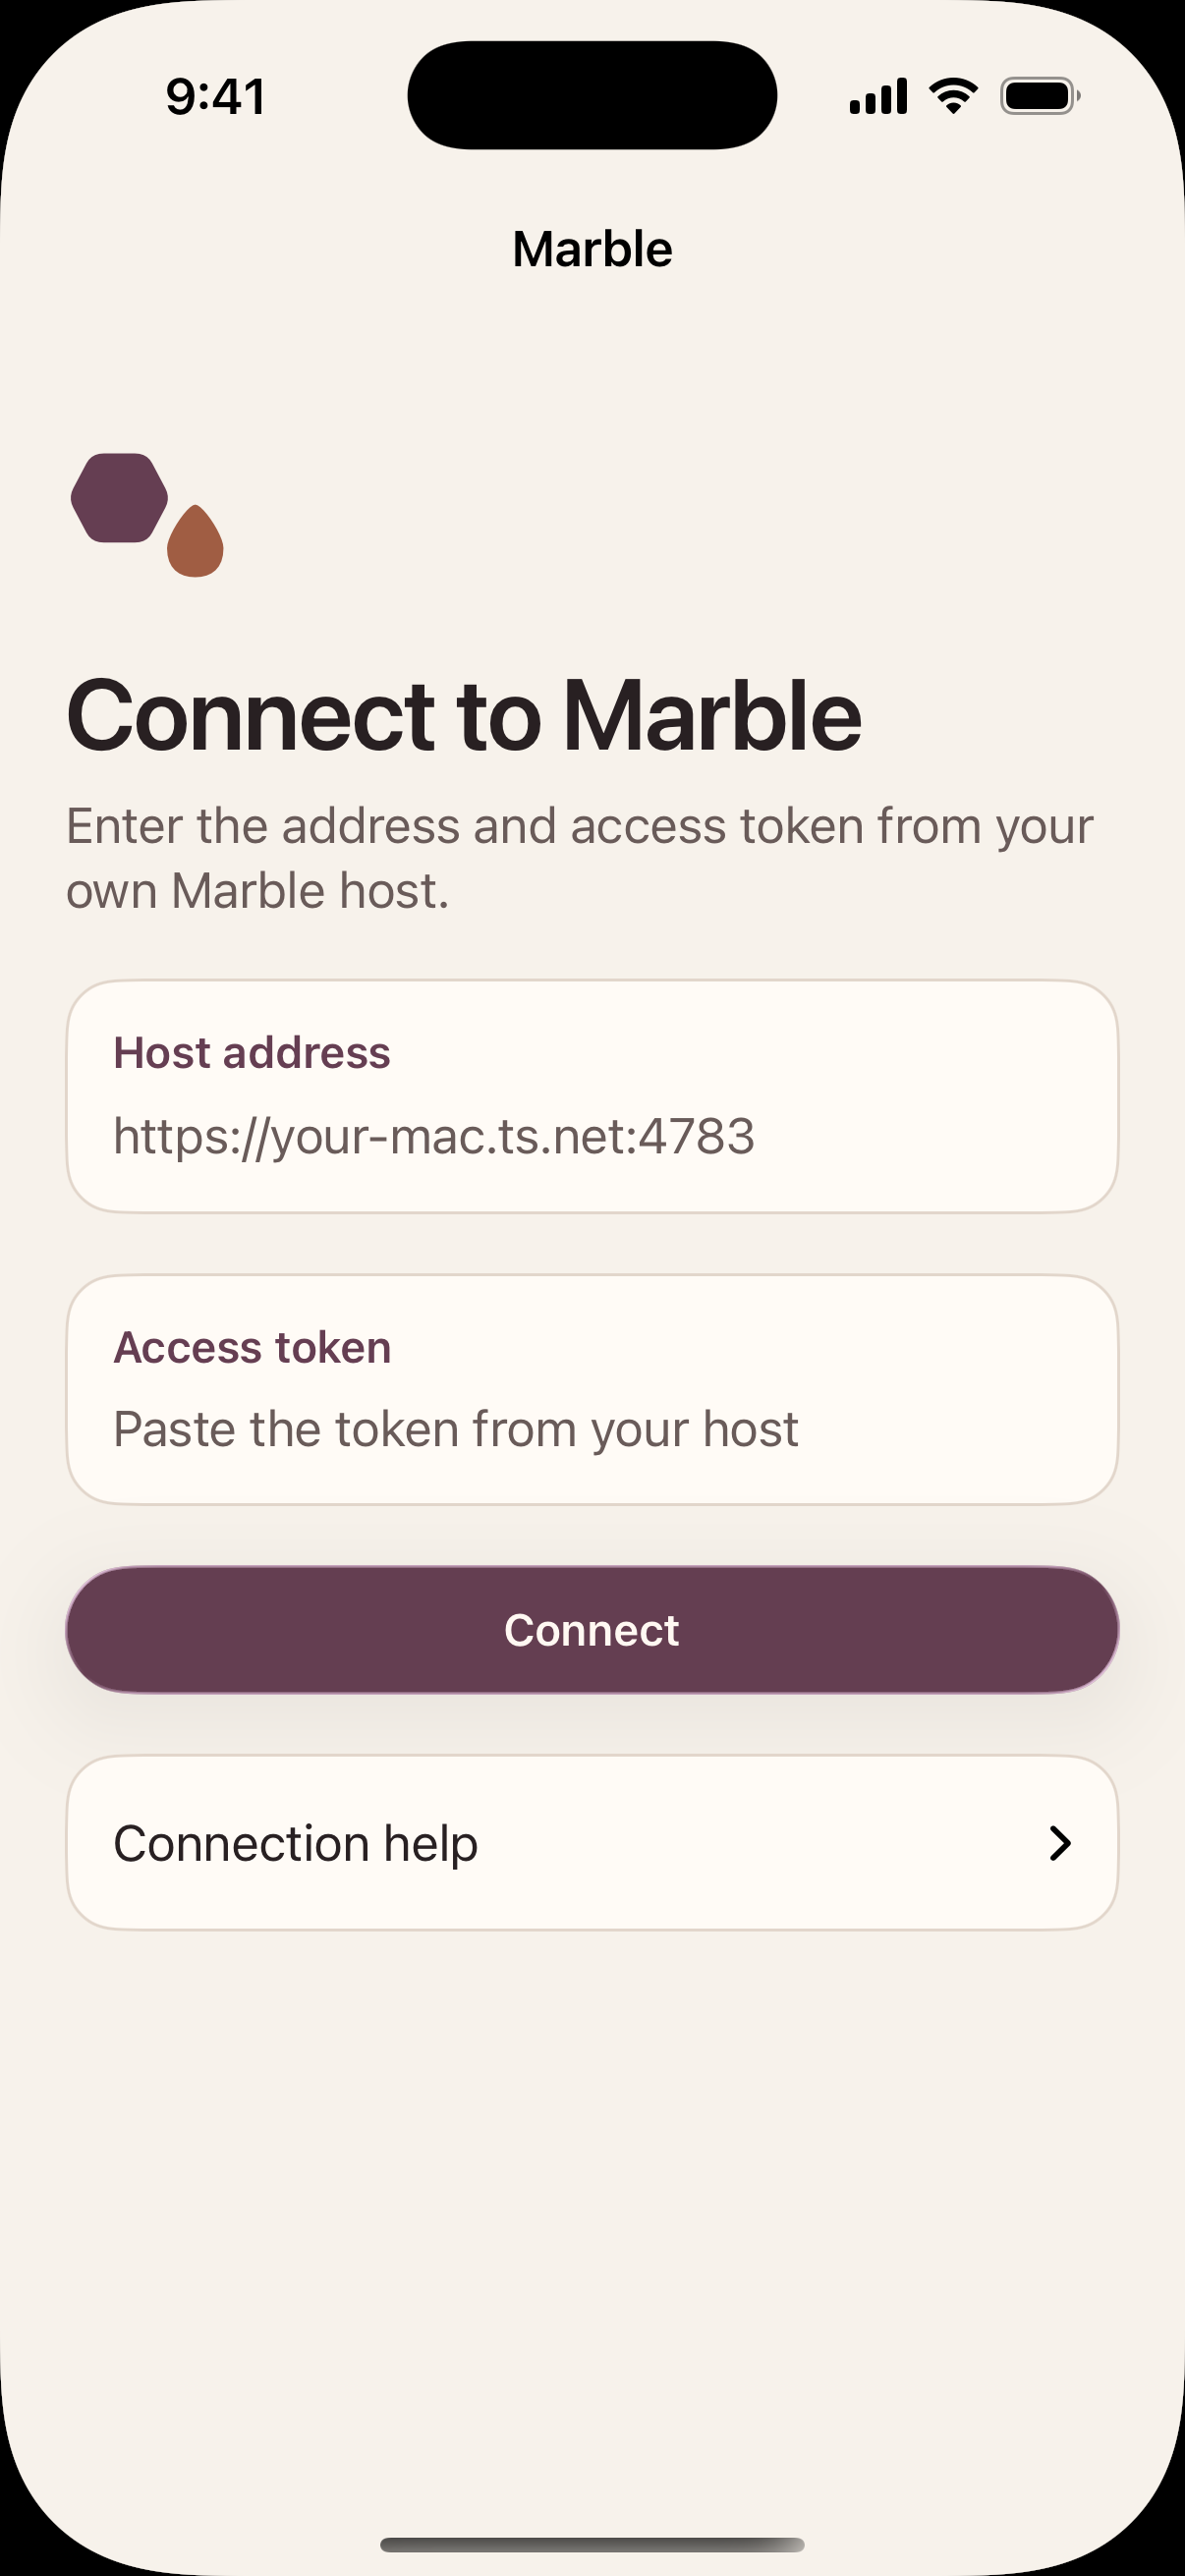 9:41
Marble
Connect to Marble
Enter the address and access token from your
own Marble host.
Host address
https://your-mac.ts.net:4783
Access token
Paste the token from your host
Connect
Connection help